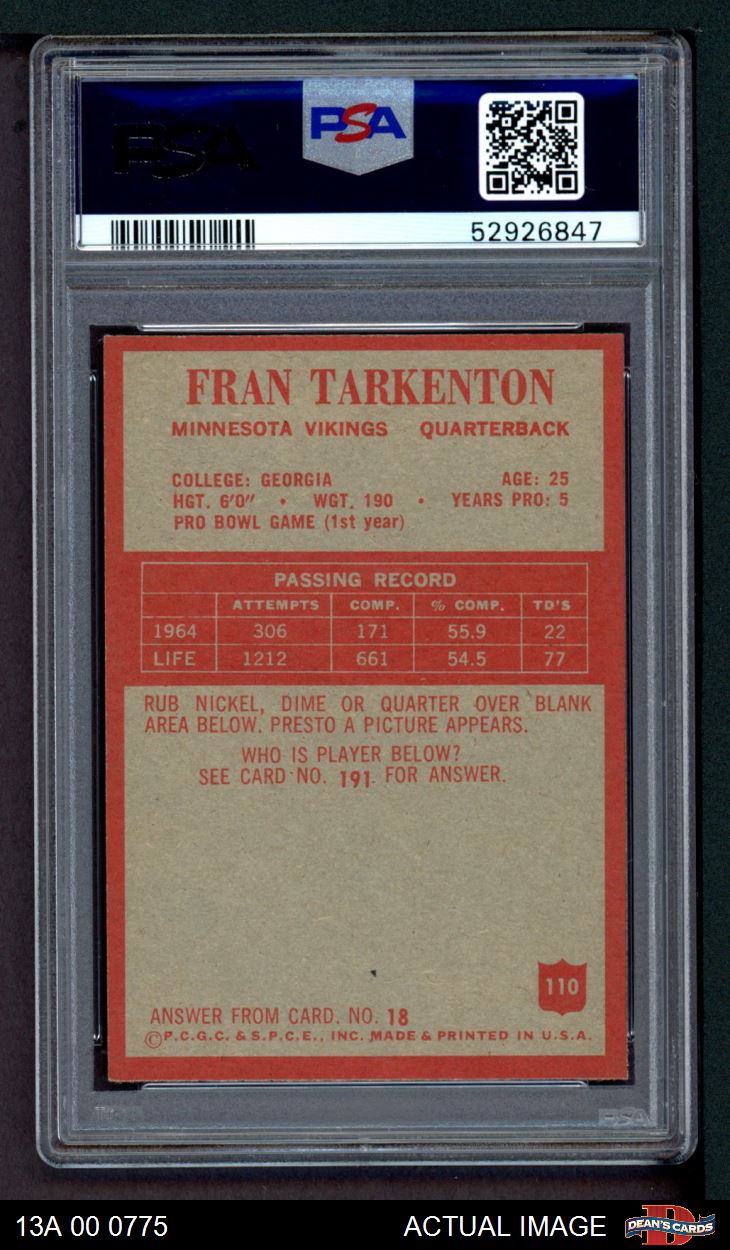 PSA
PSA
52926847
FRAN TARKENTON
MINNESOTA VIKINGS QUARTERBACK
COLLEGE: GEORGIA AGE: 25
HGT. 6'0" • WGT. 190 • YEARS PRO: 5
PRO BOWL GAME (1st year)
PASSING RECORD
ATTEMPTS COMP. % COMP. TD'S
1964 306 171 55.9 22
LIFE 1212 661 54.5 77
RUB NICKEL, DIME OR QUARTER OVER BLANK
AREA BELOW. PRESTO A PICTURE APPEARS.
WHO IS PLAYER BELOW?
SEE CARD NO. 191 FOR ANSWER.
110
ANSWER FROM CARD. NO. 18
©P.C.G.C. & S.P.C.E., INC. MADE & PRINTED IN U.S.A.
PSA
13A 00 0775 ACTUAL IMAGE DEAN'S CARDS